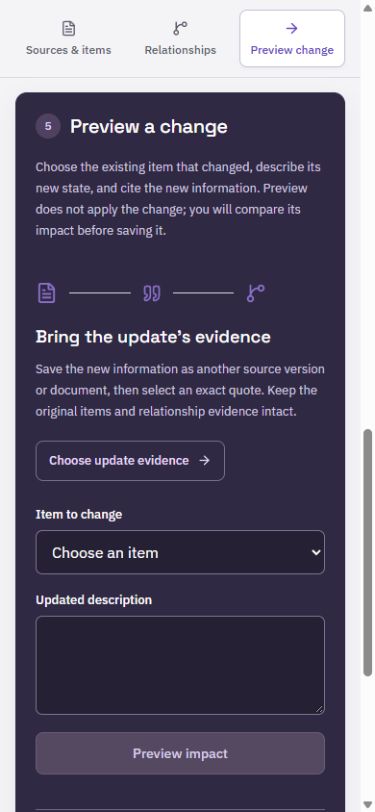 Sources & items
Relationships
Preview change
5
Preview a change
Choose the existing item that changed, describe its
new state, and cite the new information. Preview
does not apply the change; you will compare its
impact before saving it.
Bring the update’s evidence
Save the new information as another source version
or document, then select an exact quote. Keep the
original items and relationship evidence intact.
Choose update evidence
Item to change
Choose an item
Updated description
Preview impact